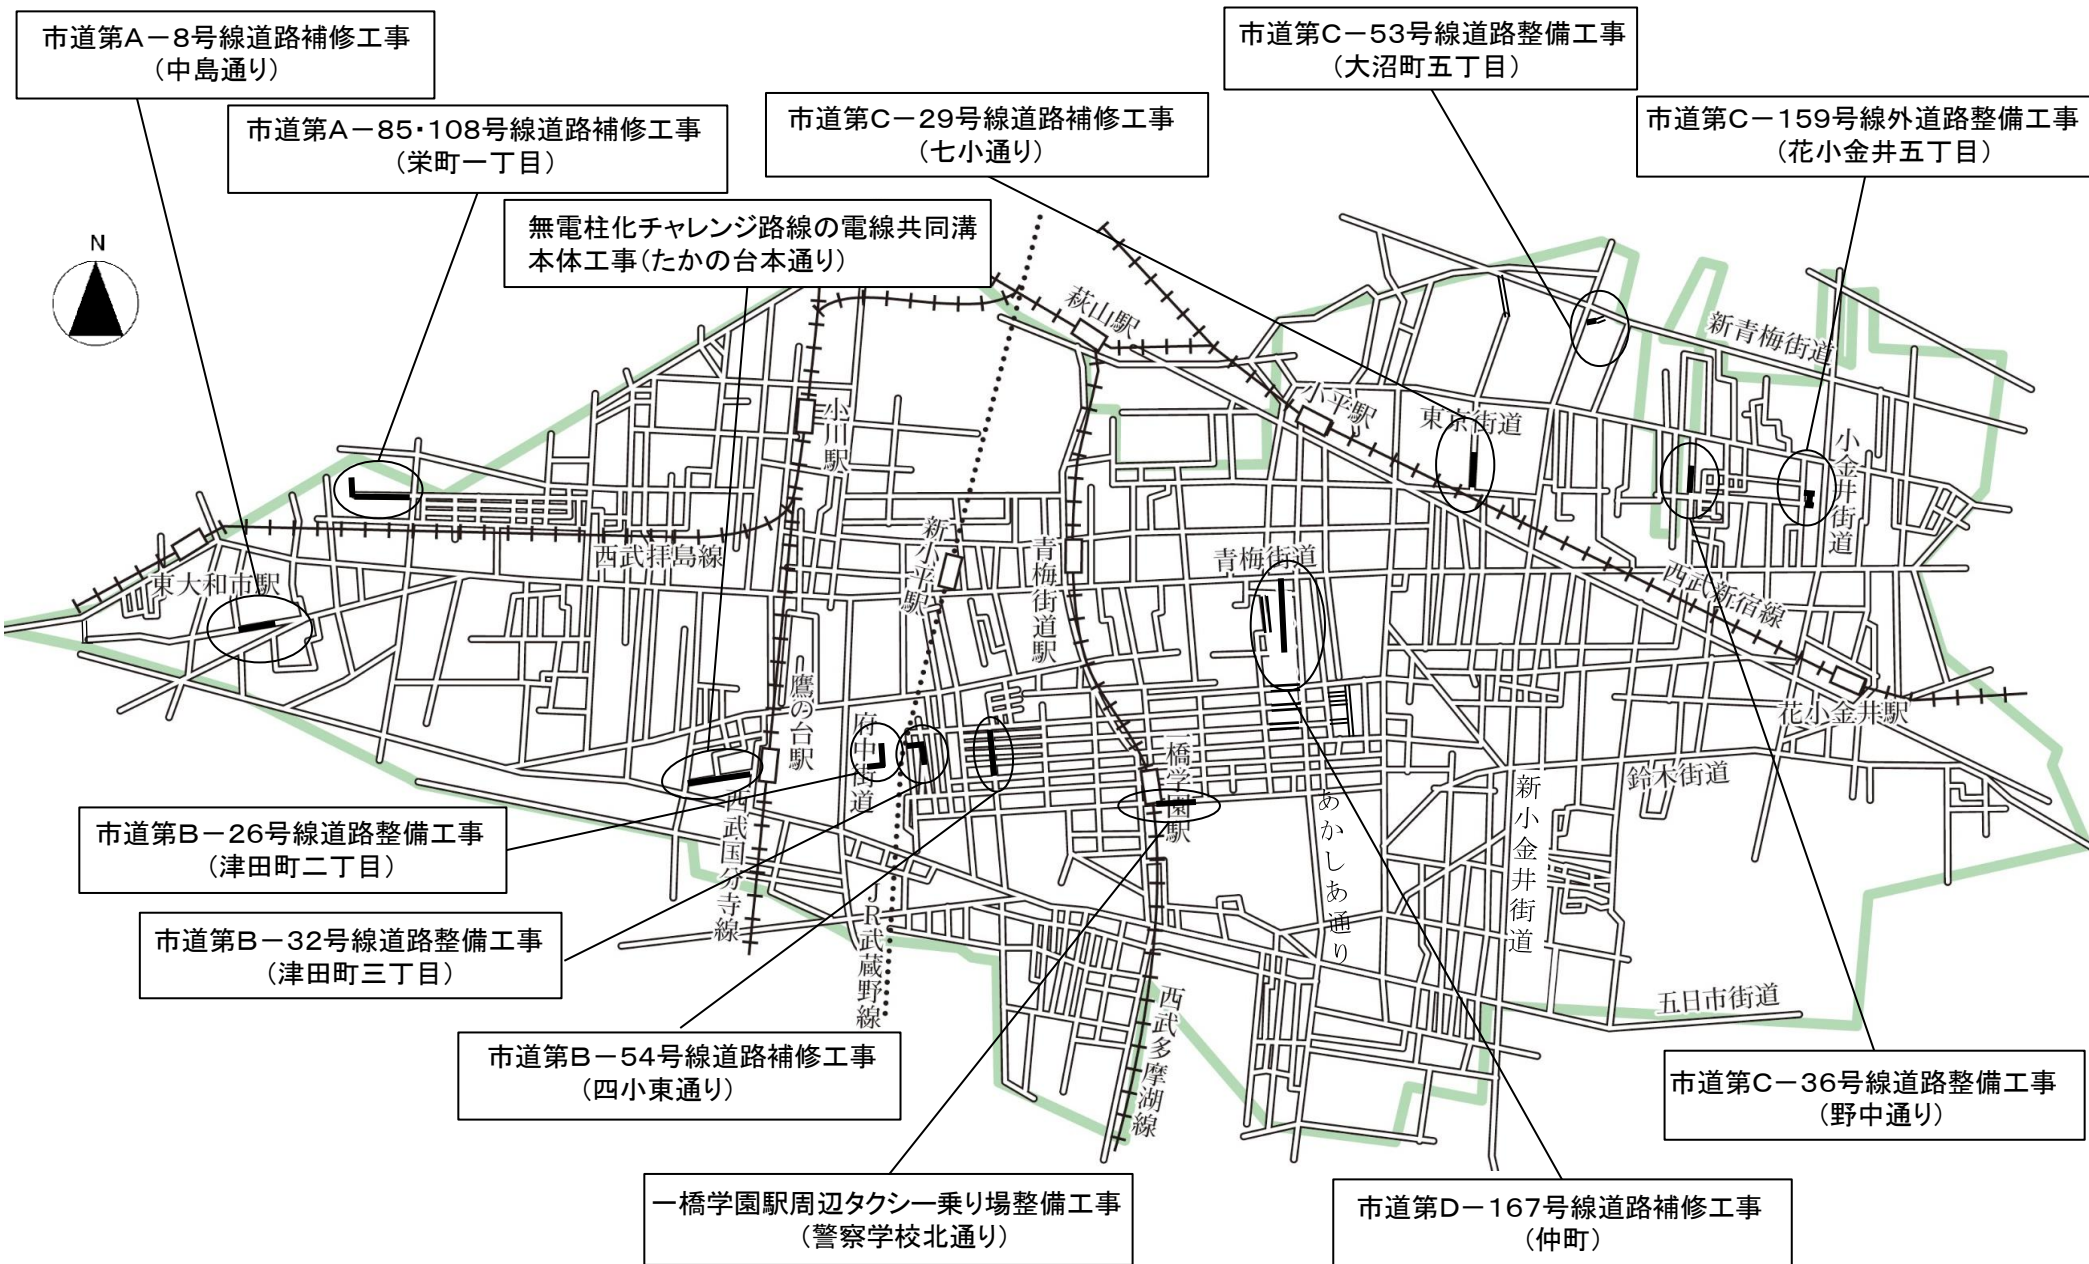 市道第A－8号線道路補修工事
（中島通り）
市道第C－53号線道路整備工事
（大沼町五丁目）
市道第A－85・108号線道路補修工事
（栄町一丁目）
市道第C－29号線道路補修工事
（七小通り）
市道第C－159号線外道路整備工事
（花小金井五丁目）
無電柱化チャレンジ路線の電線共同溝
本体工事（たかの台本通り）
N
萩山駅
新青梅街道
小川駅
小平駅
東京街道
小金井街道
新小平駅
青梅街道駅
西武拝島線
東大和市駅
青梅街道
西武新宿線
鷹の台駅
府中街道
一橋学園駅
花小金井駅
鈴木街道
新小金井街道
あかしあ通り
西武国分寺線
JR武蔵野線
西武多摩湖線
五日市街道
市道第B－26号線道路整備工事
（津田町二丁目）
市道第B－32号線道路整備工事
（津田町三丁目）
市道第B－54号線道路補修工事
（四小東通り）
市道第C－36号線道路整備工事
（野中通り）
一橋学園駅周辺タクシー乗り場整備工事
（警察学校北通り）
市道第D－167号線道路補修工事
（仲町）